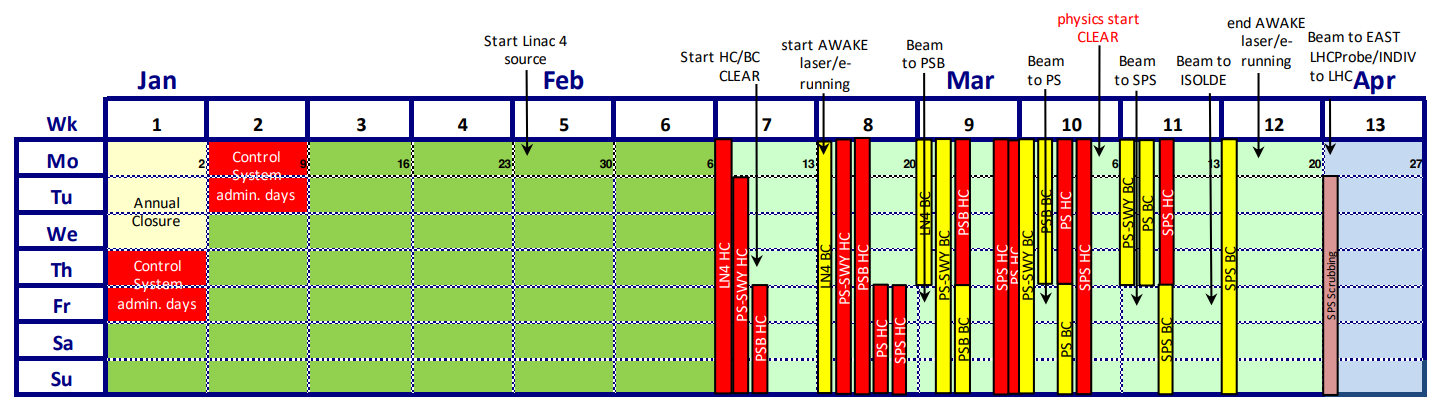 physics start
CLEAR
end AWAKE
laser/e-
running
Start Linac 4
source
start AWAKE
laser/e-
running
Beam
to PSB
Beam to EAST
LHCProbe/INDIV
to LHC
Start HC/BC
CLEAR
Beam
to PS
Beam
to SPS
Beam to
ISOLDE
Jan Feb Mar Apr
Wk 1 2 3 4 5 6 7 8 9 10 11 12 13
Mo 2 9 16 23 30 6 13 20 6 13 20 27
Tu
We
Th
Fr
Sa
Su
Annual
Closure
Control
System
admin. days
Control
System
admin. days
LN4 HC
PS-SWY HC
PSB HC
LN4 BC
PS-SWY HC
PSB HC
PS HC
SPS HC
LN4 BC
PS-SWY BC
PSB HC
PSB BC
SPS HC
PS HC
PS-SWY BC
PSB BC
PS HC
PS BC
SPS HC
PS-SWY BC
PS BC
SPS HC
SPS BC
SPS BC
SPS Scrubbing